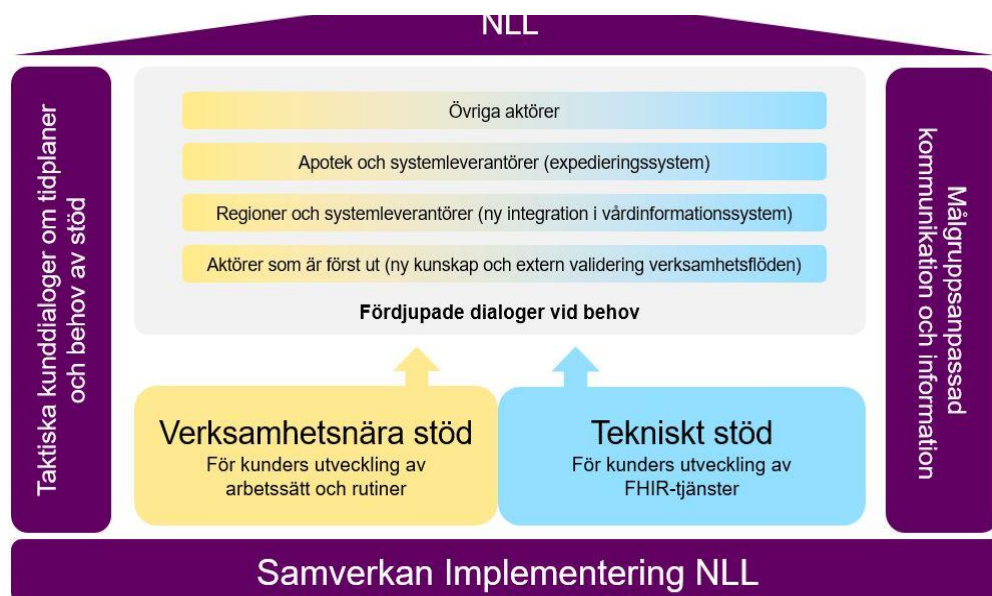 NLL
Taktiska kunddialoger om tidplaner
och behov av stöd
Övriga aktörer
Apotek och systemleverantörer (expedieringssystem)
Regioner och systemleverantörer (ny integration i vårdinformationssystem)
Aktörer som är först ut (ny kunskap och extern validering verksamhetsflöden)
Fördjupade dialoger vid behov
Målgruppsanpassad
kommunikation och information
Verksamhetsnära stöd
För kunders utveckling av
arbetssätt och rutiner
Tekniskt stöd
För kunders utveckling av
FHIR-tjänster
Samverkan Implementering NLL